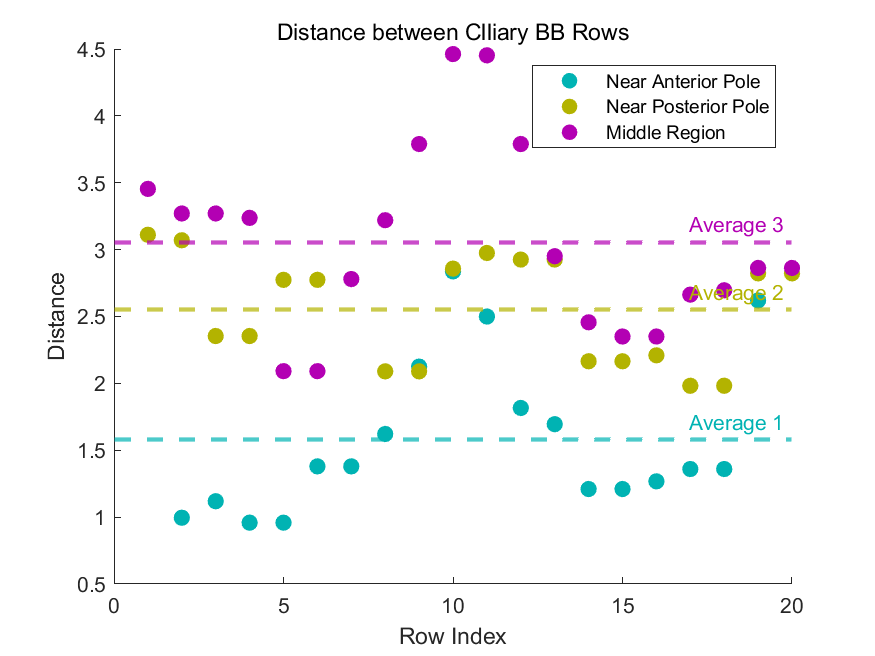 Distance between CIliary BB Rows
4.5
4
3.5
3
2.5
2
1.5
1
0.5
0
5
10
15
20
Distance
Row Index
Near Anterior Pole
Near Posterior Pole
Middle Region
Average 3
Average 2
Average 1